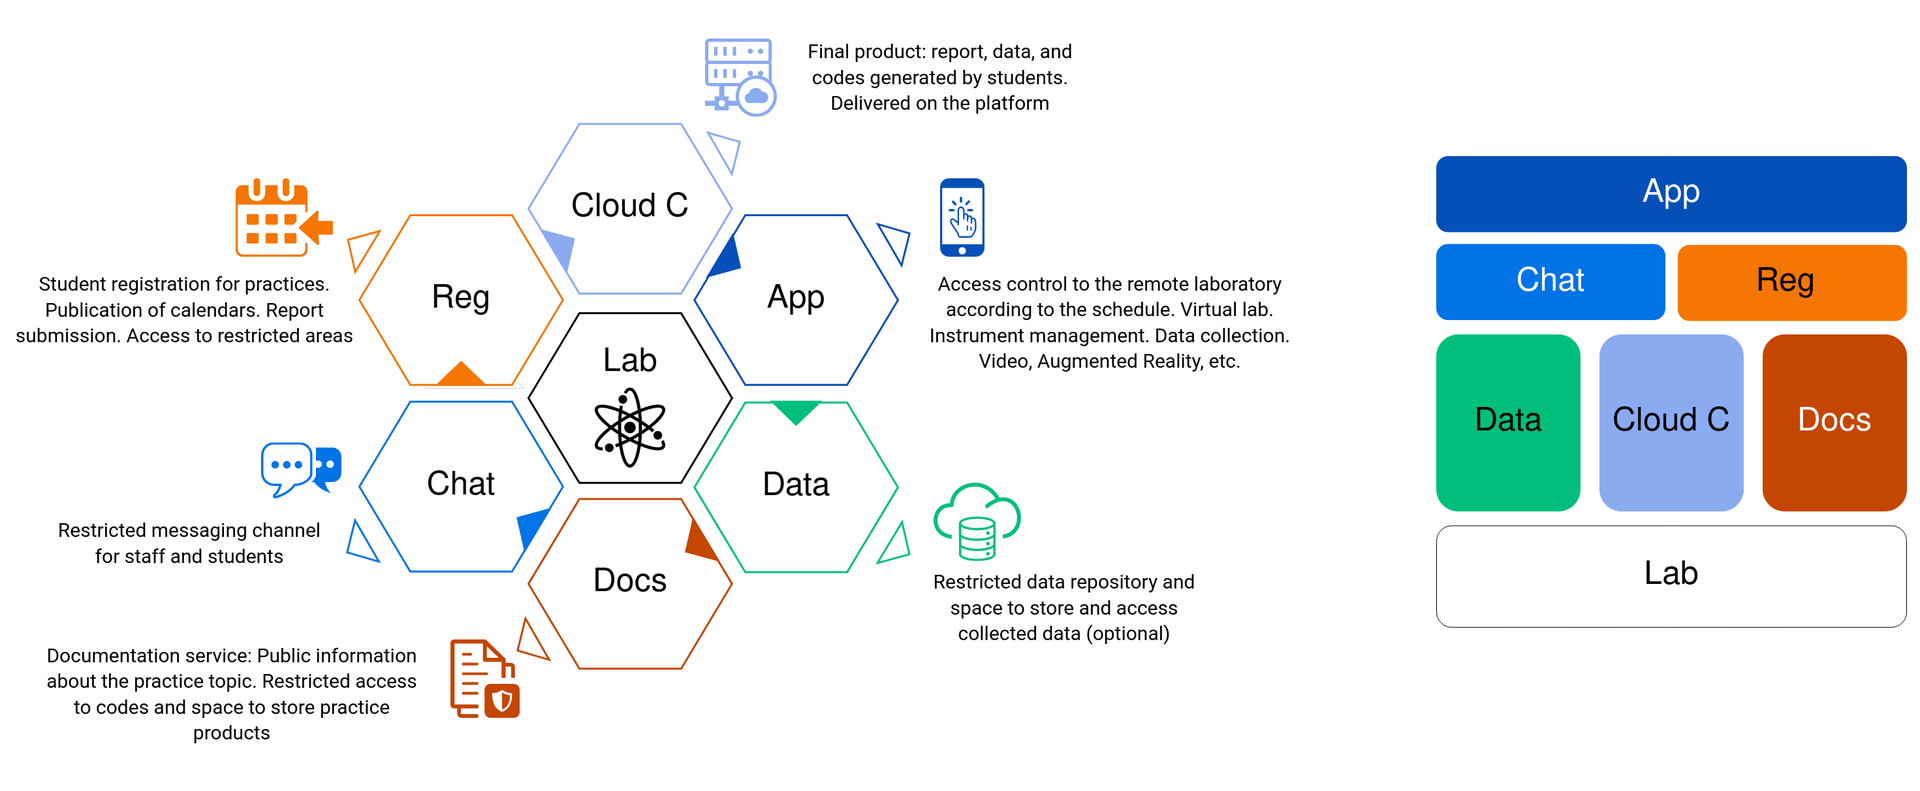 Final product: report, data, and
codes generated by students.
Delivered on the platform
Cloud C
Student registration for practices.
Publication of calendars. Report
submission. Access to restricted areas
Reg
App
Access control to the remote laboratory
according to the schedule. Virtual lab.
Instrument management. Data collection.
Video, Augmented Reality, etc.
Lab
Chat
Restricted messaging channel
for staff and students
Data
Restricted data repository and
space to store and access
collected data (optional)
Docs
Documentation service: Public information
about the practice topic. Restricted access
to codes and space to store practice
products
App
Chat
Reg
Data
Cloud C
Docs
Lab